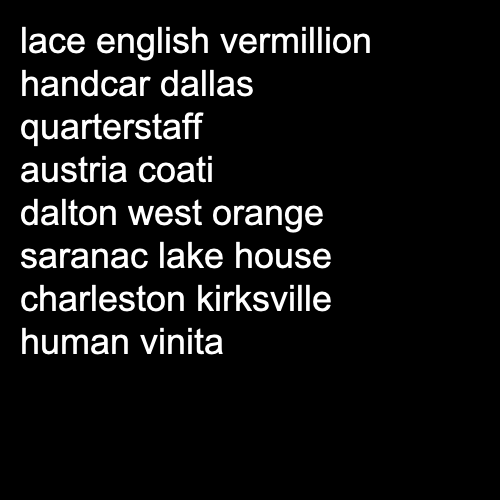 lace english vermillion
handcar dallas
quarterstaff
austria coati
dalton west orange
saranac lake house
charleston kirksville
human vinita